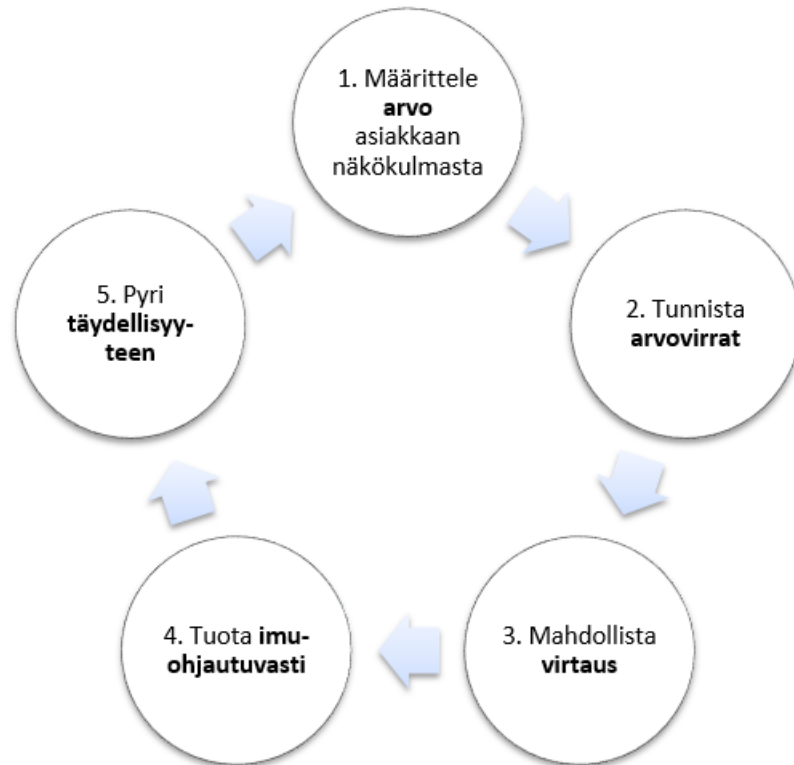 1. Määrittele
arvo
asiakkaan
näkökulmasta
2. Tunnista
arvovirrat
3. Mahdollista
virtaus
4. Tuota imu-
ohjautuvasti
5. Pyri
täydellisyy-
teen